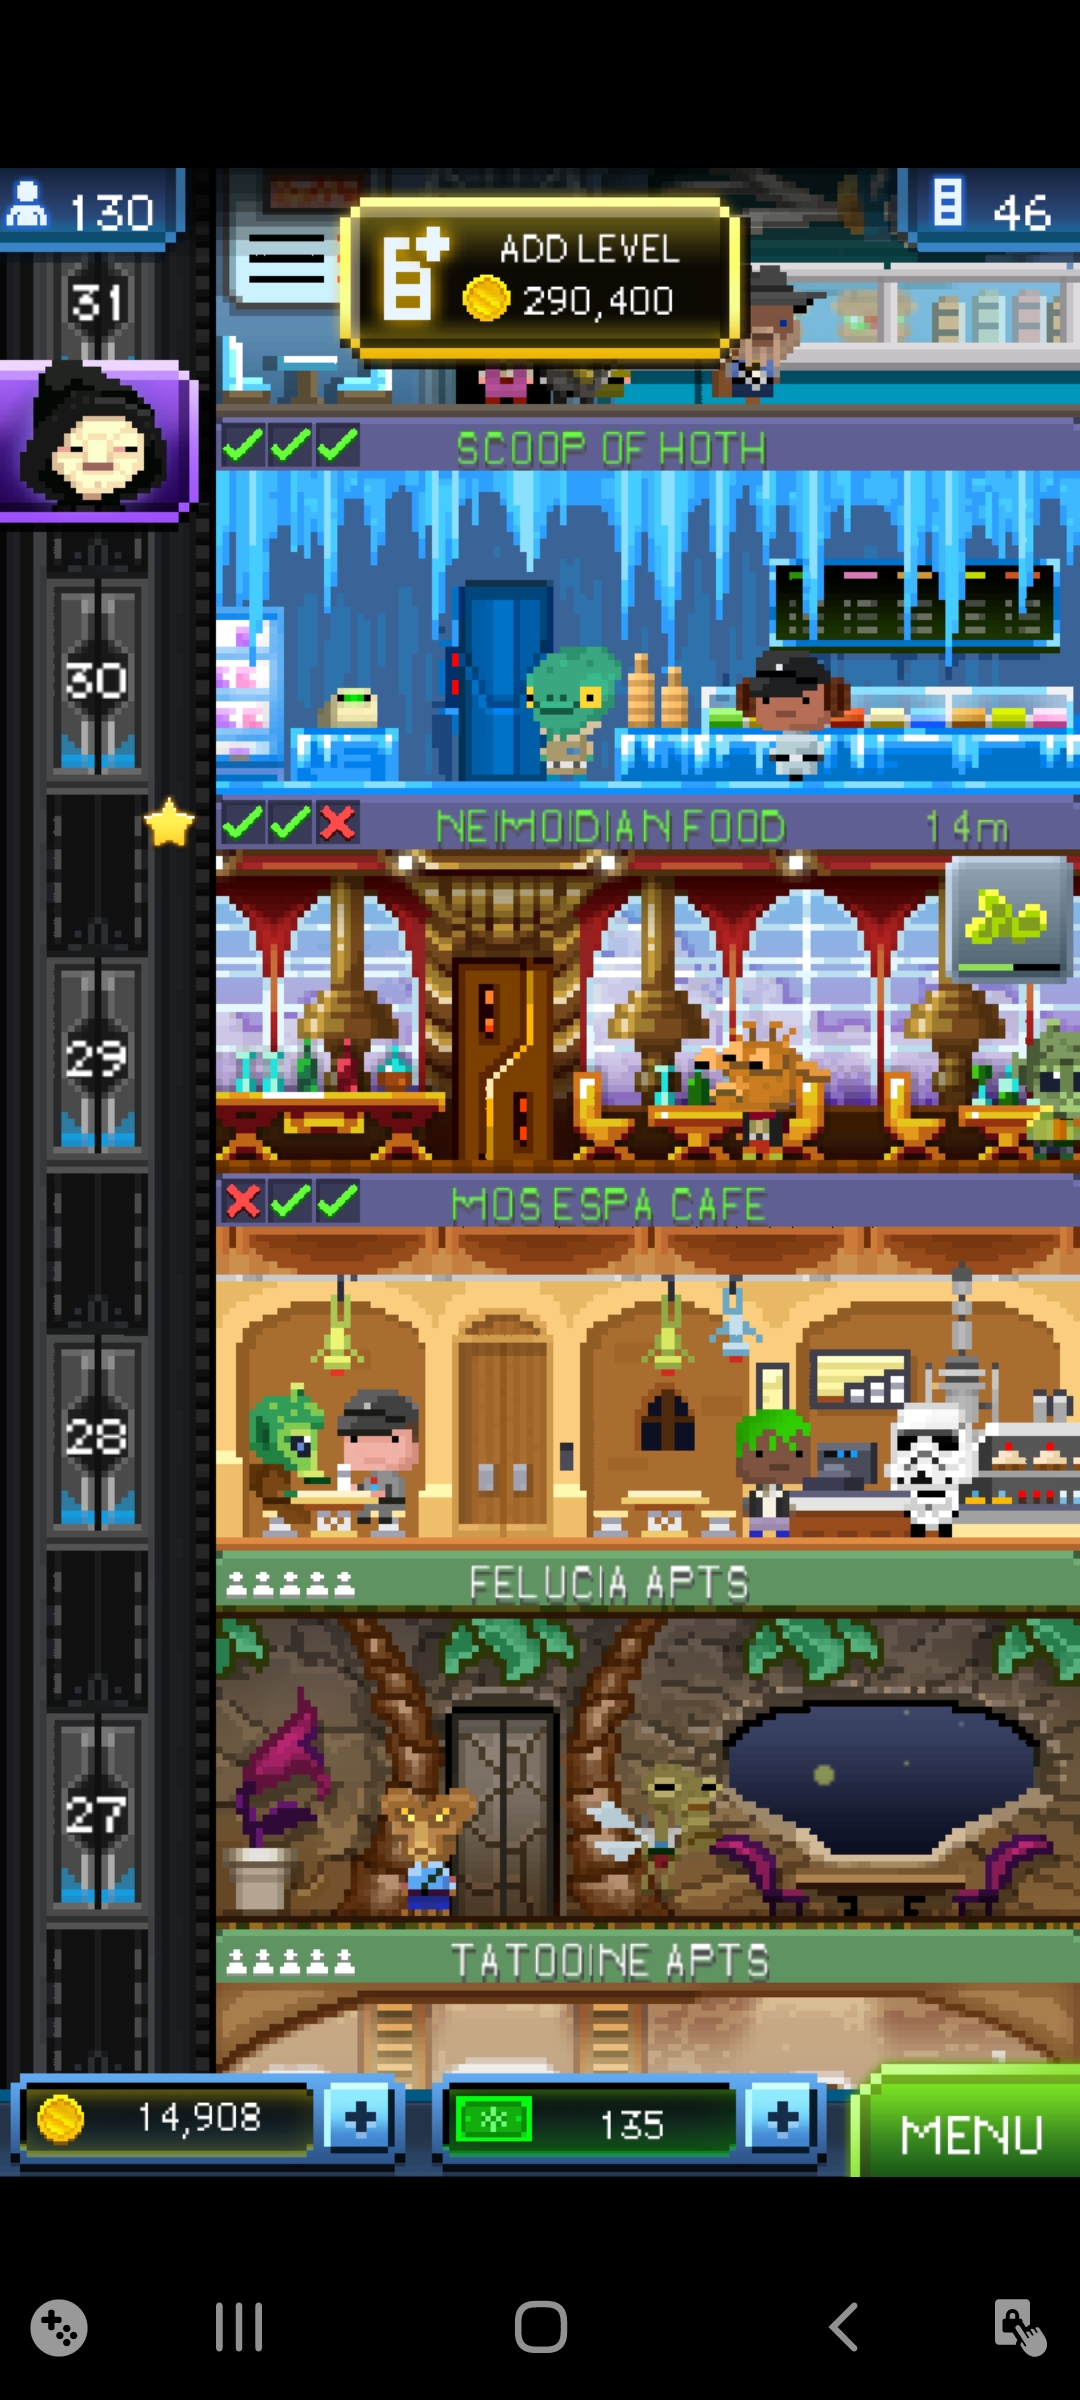 130
ADD LEVEL
290,400
46
31
SCOOP OF HOTH
30
NEIMOIDIAN FOOD 14m
29
MOS ESPA CAFE
28
FELUCIA APTS
27
TATOOINE APTS
14,908
135
MENU